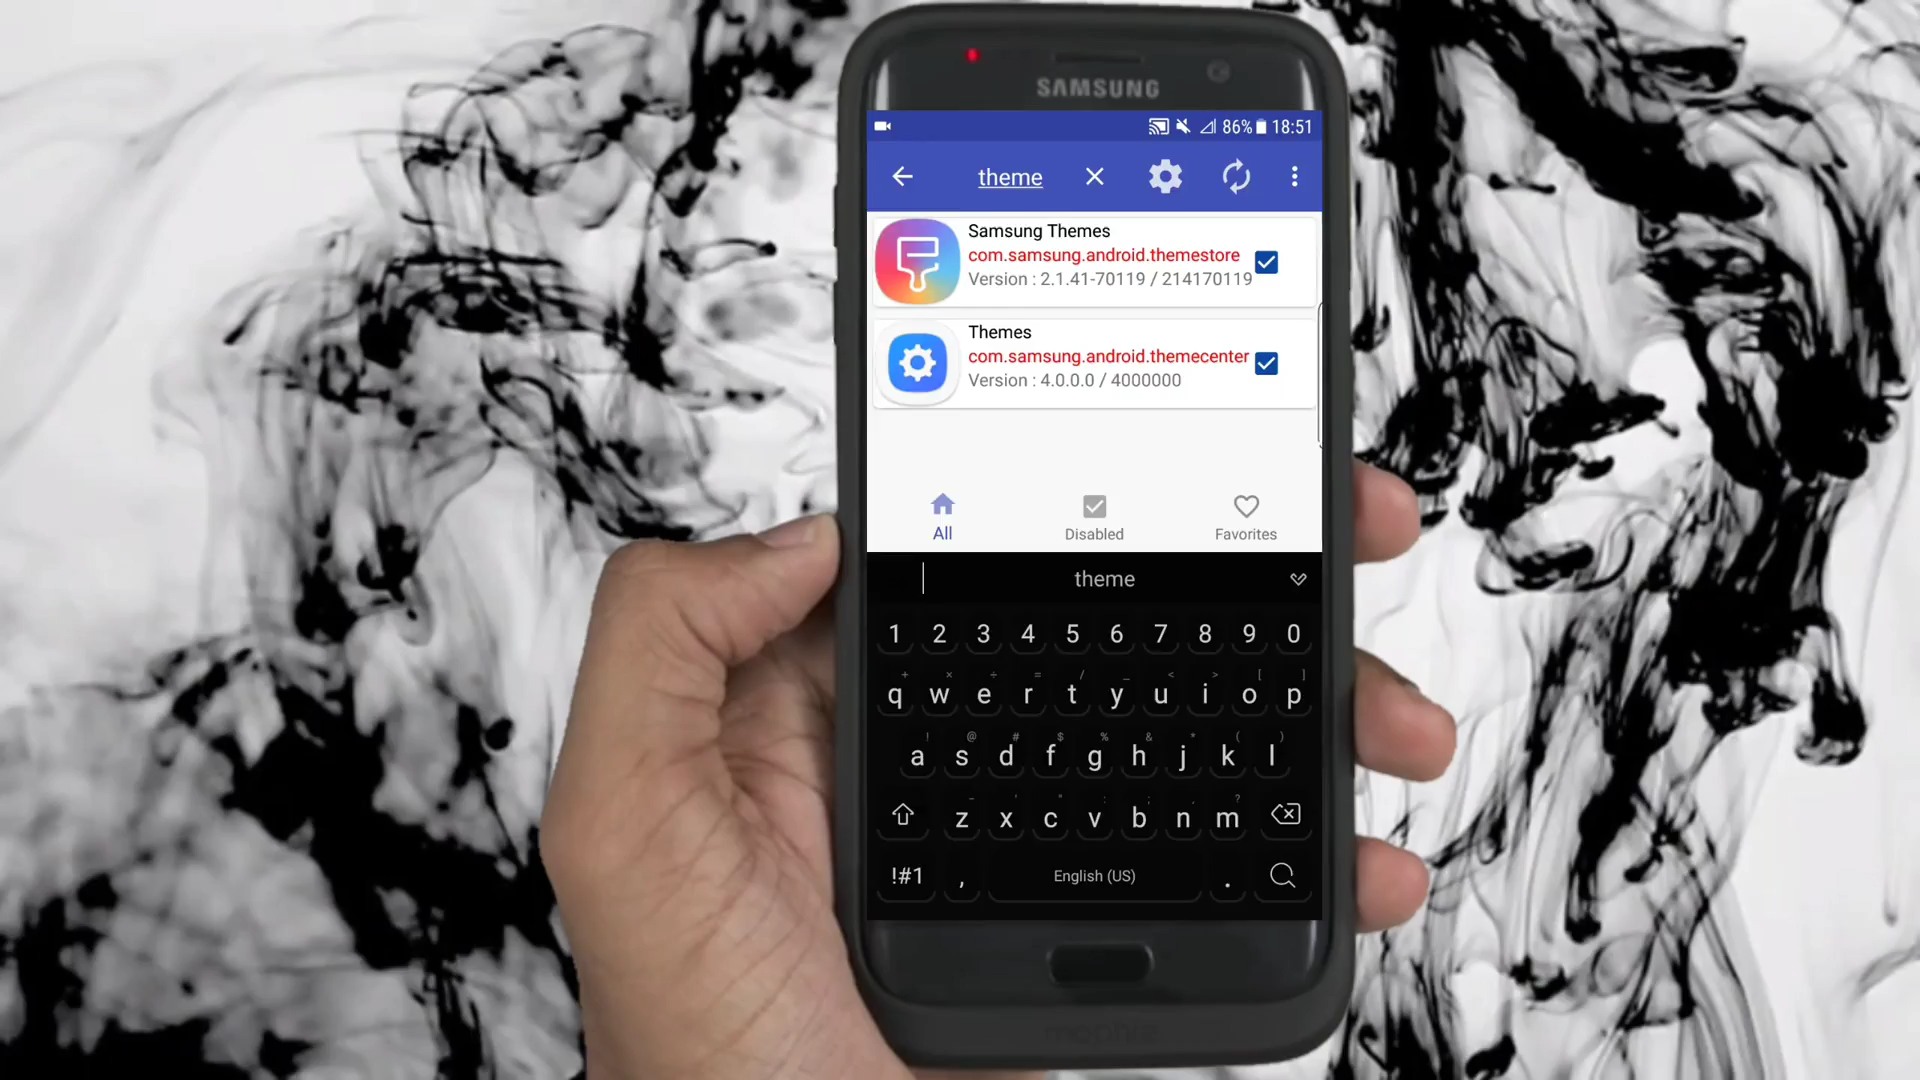 SAMSUNG
86% 18:51
theme
Samsung Themes
com.samsung.android.themestore
Version : 2.1.41-70119 / 214170119
Themes
com.samsung.android.themecenter
Version : 4.0.0.0 / 4000000
All Disabled Favorites
theme
1 2 3 4 5 6 7 8 9 0
+ × ÷ = / _ < > [ ]
q w e r t y u i o p
! @ # $ % & * ( )
a s d f g h j k l
- ' " : ; , ?
z x c v b n m
!#1 , English (US) .
mophie